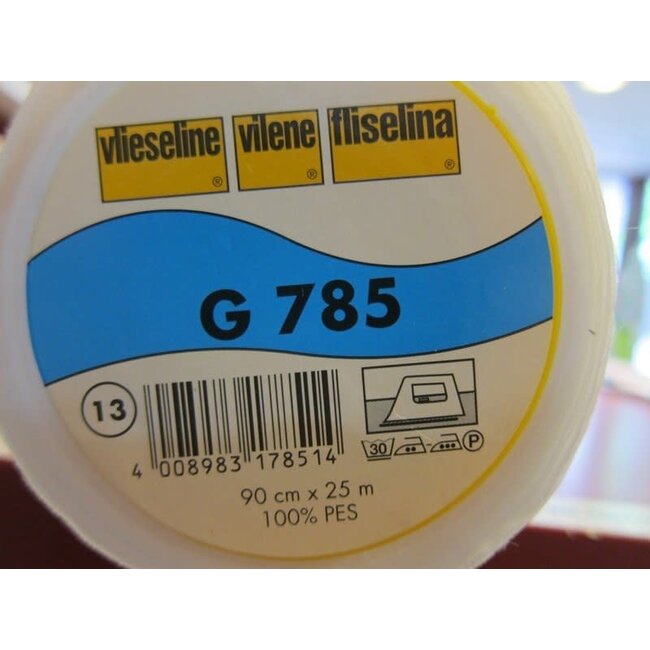 vlieseline® vilene® fliselina®
G 785
13
4 008983 178514
30 P
90 cm x 25 m
100% PES